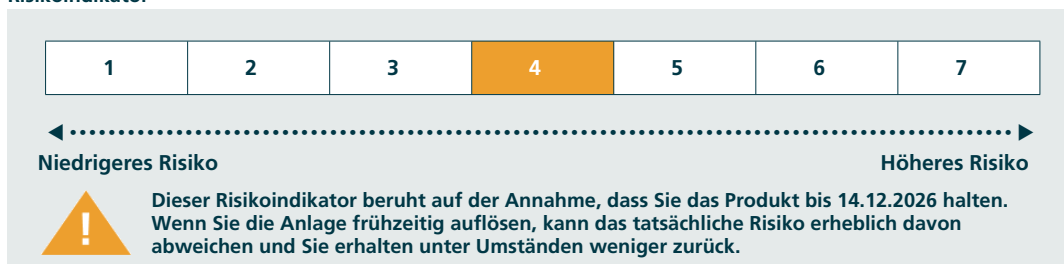 Risikoindikator
1 2 3 4 5 6 7
Niedrigeres Risiko Höheres Risiko
! Dieser Risikoindikator beruht auf der Annahme, dass Sie das Produkt bis 14.12.2026 halten.
Wenn Sie die Anlage frühzeitig auflösen, kann das tatsächliche Risiko erheblich davon
abweichen und Sie erhalten unter Umständen weniger zurück.